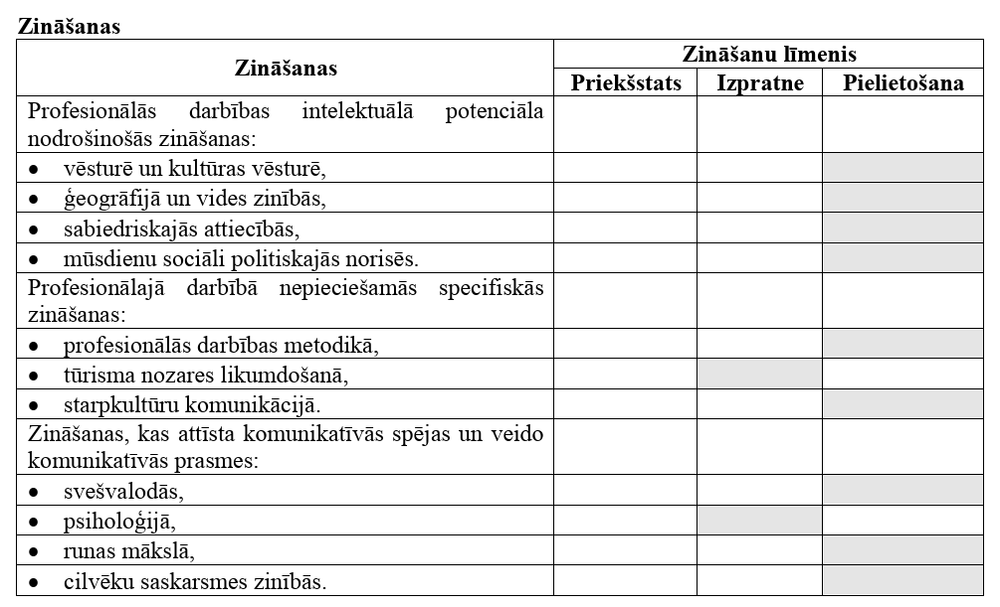 Zināšanas
Zināšanas
Zināšanu līmenis
Priekšstats Izpratne Pielietošana
Profesionālās darbības intelektuālā potenciāla
nodrošinošās zināšanas:
• vēsturē un kultūras vēsturē,
• ģeogrāfijā un vides zinībās,
• sabiedriskajās attiecībās,
• mūsdienu sociāli politiskajās norisēs.
Profesionālajā darbībā nepieciešamās specifiskās
zināšanas:
• profesionālās darbības metodikā,
• tūrisma nozares likumdošanā,
• starpkultūru komunikācijā.
Zināšanas, kas attīsta komunikatīvās spējas un veido
komunikatīvās prasmes:
• svešvalodās,
• psiholoģijā,
• runas mākslā,
• cilvēku saskarsmes zinībās.